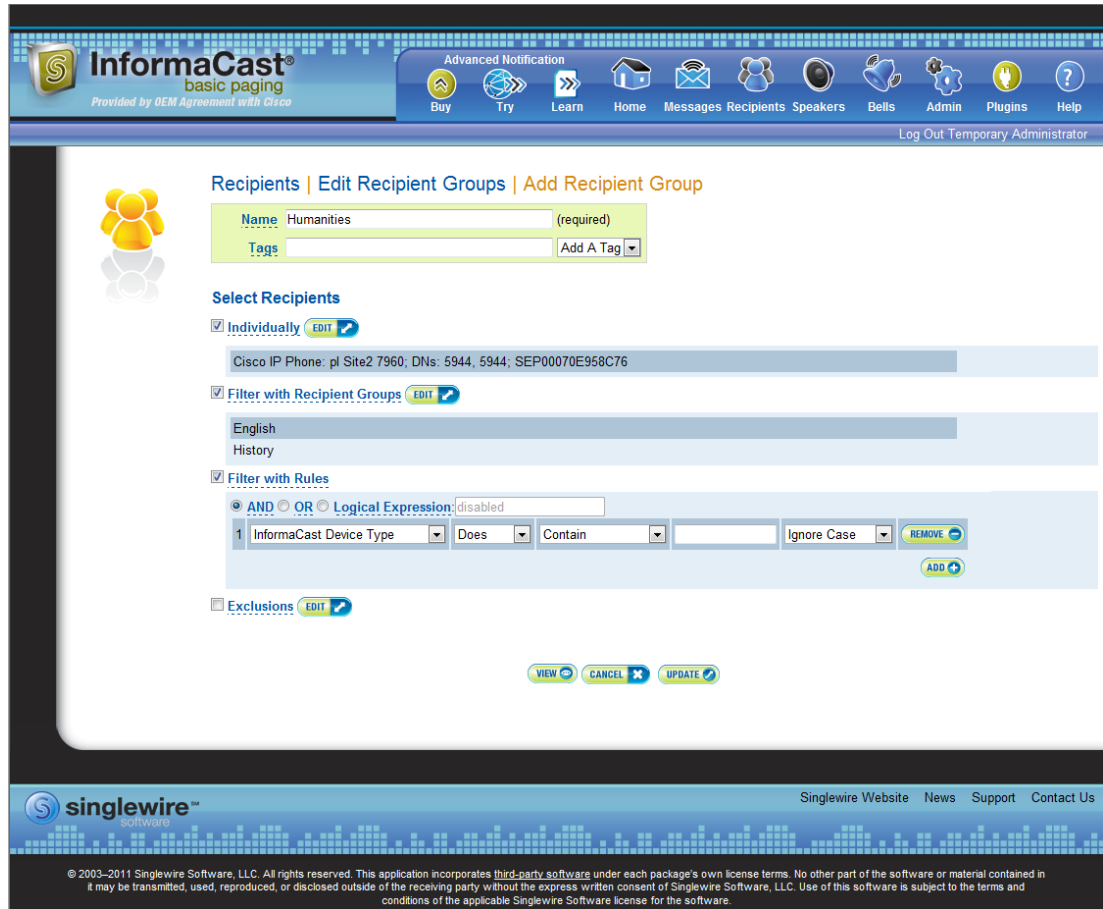 InformaCast®
basic paging
Provided by OEM Agreement with Cisco
Advanced Notification
Buy Try Learn Home Messages Recipients Speakers Bells Admin Plugins Help
Log Out Temporary Administrator
Recipients | Edit Recipient Groups | Add Recipient Group
Name Humanities (required)
Tags Add A Tag
Select Recipients
Individually EDIT
Cisco IP Phone: pl Site2 7960; DNs: 5944, 5944; SEP00070E958C76
Filter with Recipient Groups EDIT
English
History
Filter with Rules
AND OR Logical Expression: disabled
1 InformaCast Device Type Does Contain Ignore Case REMOVE
ADD
Exclusions EDIT
VIEW CANCEL UPDATE
S singlewire℠
software
Singlewire Website News Support Contact Us
© 2003–2011 Singlewire Software, LLC. All rights reserved. This application incorporates third-party software under each package's own license terms. No other part of the software or material contained in
it may be transmitted, used, reproduced, or disclosed outside of the receiving party without the express written consent of Singlewire Software, LLC. Use of this software is subject to the terms and
conditions of the applicable Singlewire Software license for the software.